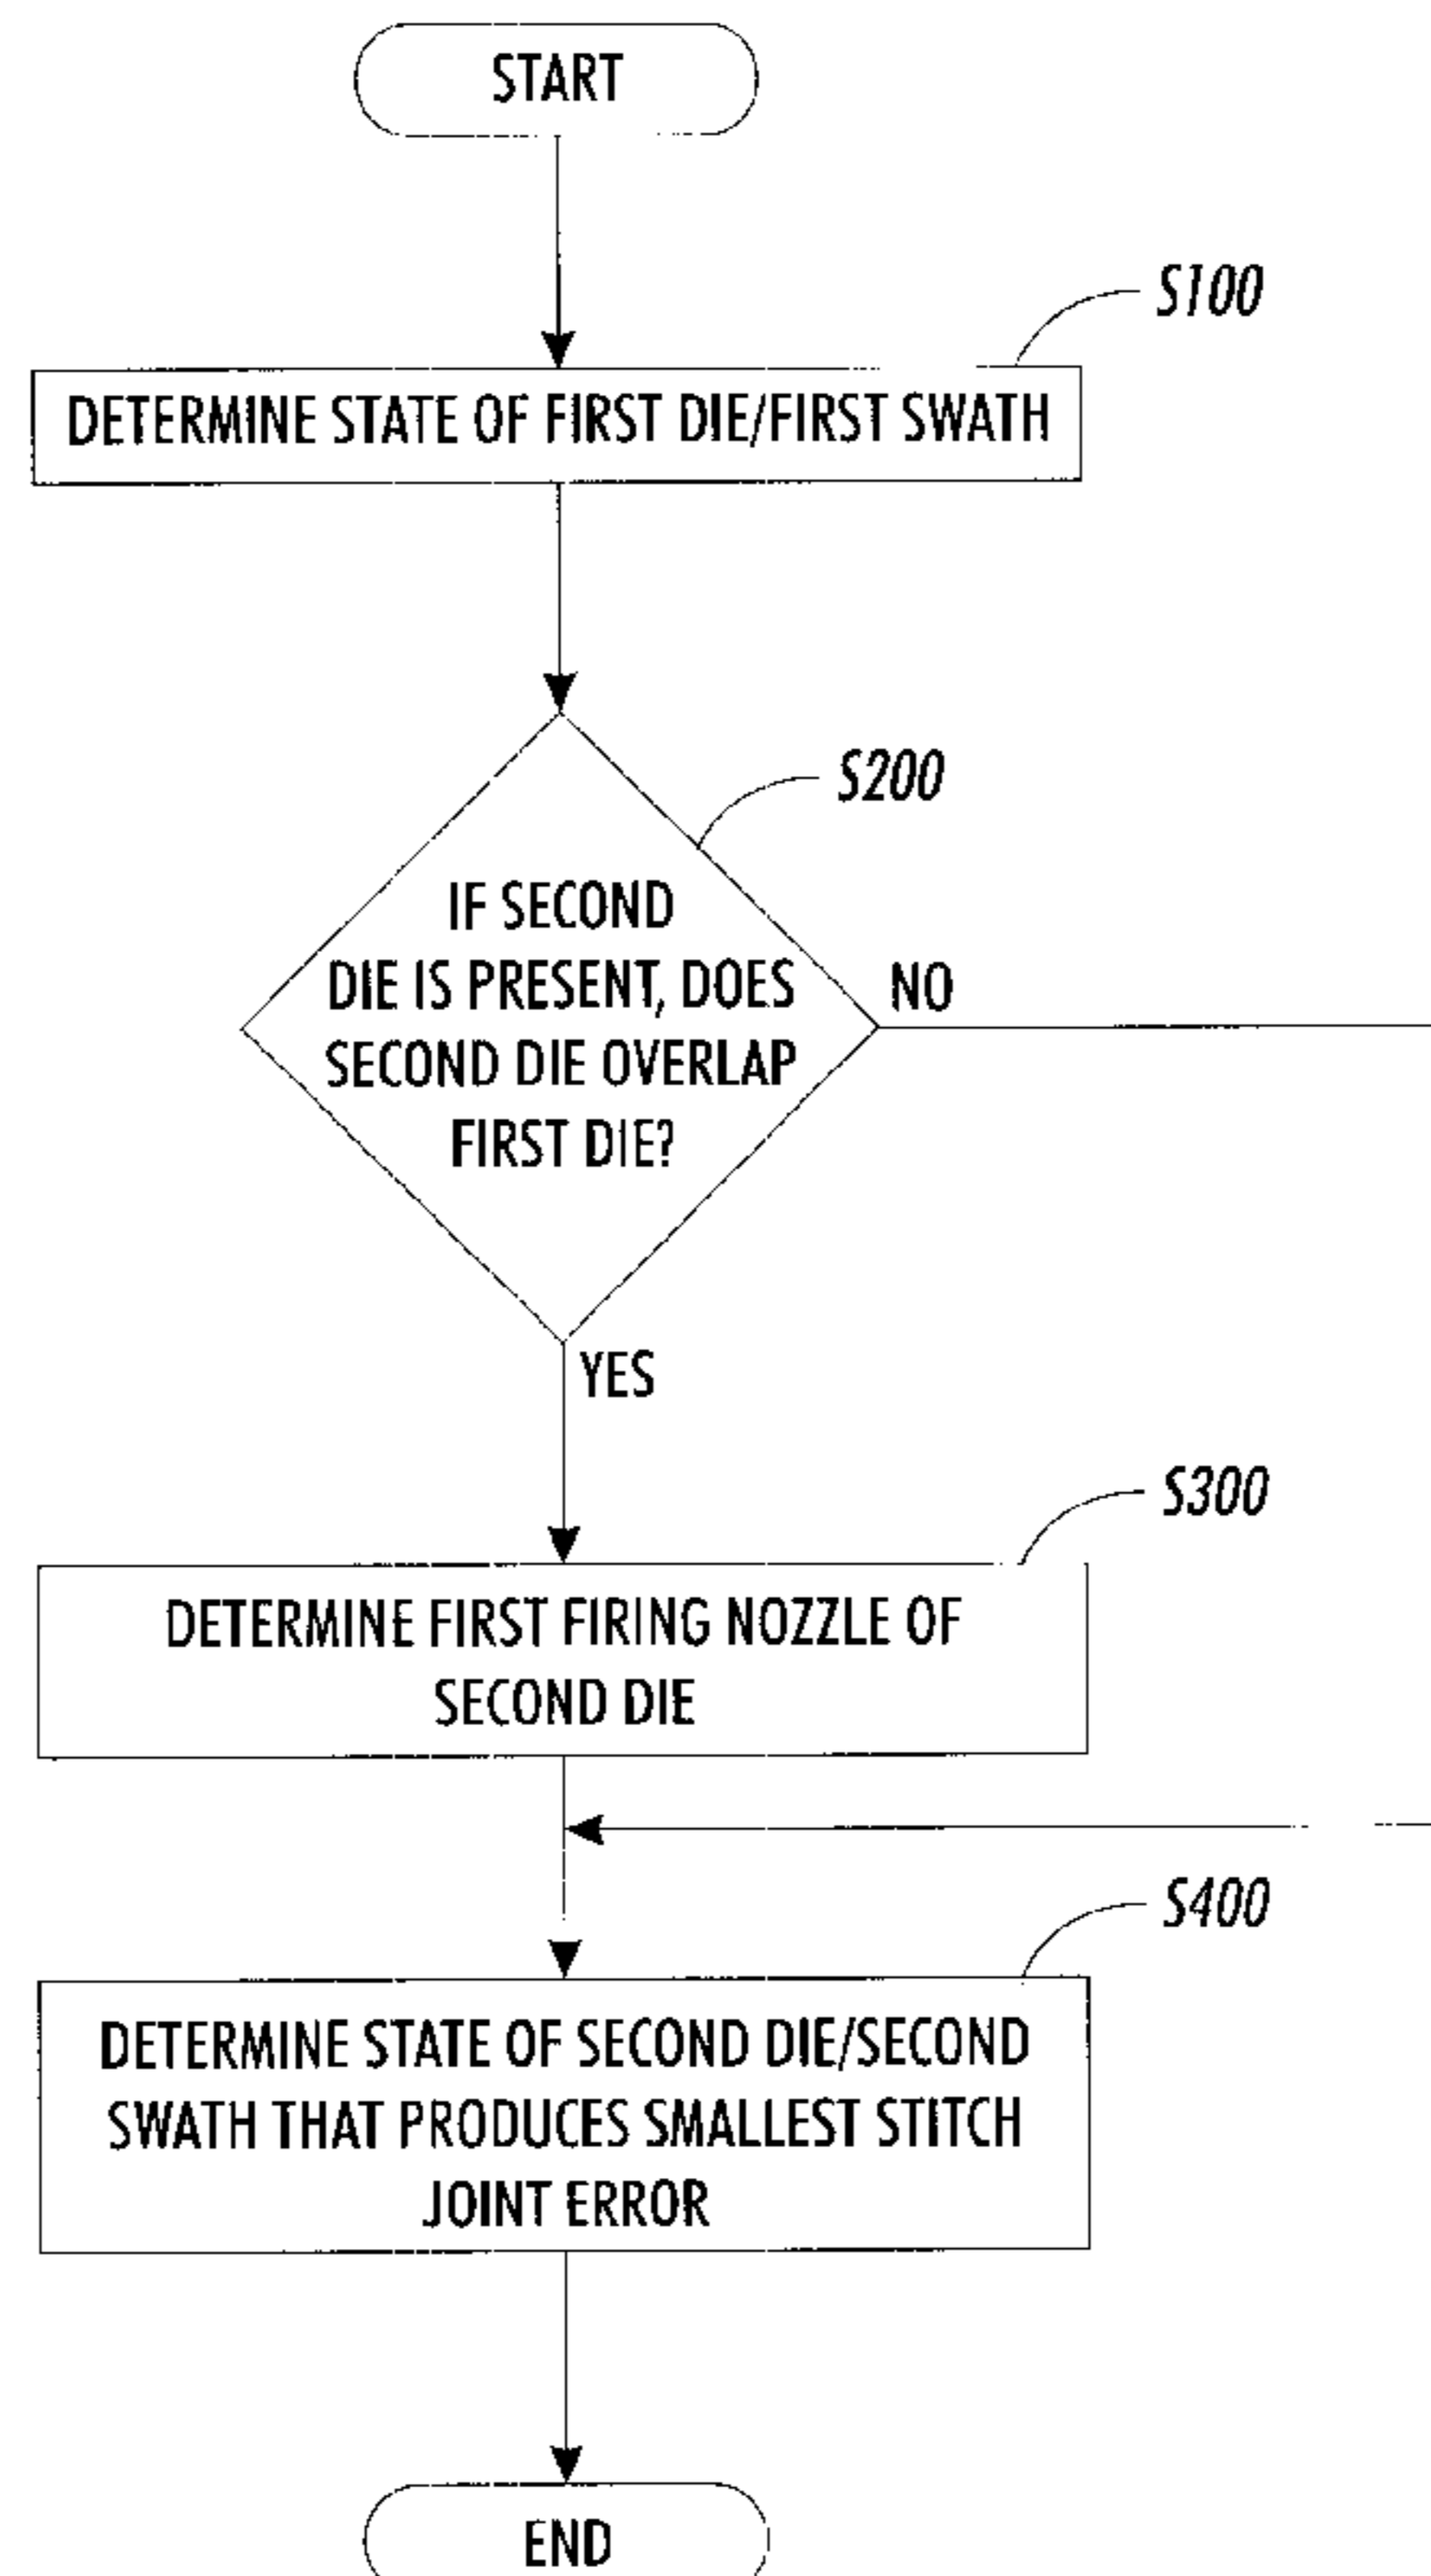 START
S100
DETERMINE STATE OF FIRST DIE/FIRST SWATH
S200
IF SECOND
DIE IS PRESENT, DOES
SECOND DIE OVERLAP
FIRST DIE?
NO
YES
S300
DETERMINE FIRST FIRING NOZZLE OF
SECOND DIE
S400
DETERMINE STATE OF SECOND DIE/SECOND
SWATH THAT PRODUCES SMALLEST STITCH
JOINT ERROR
END